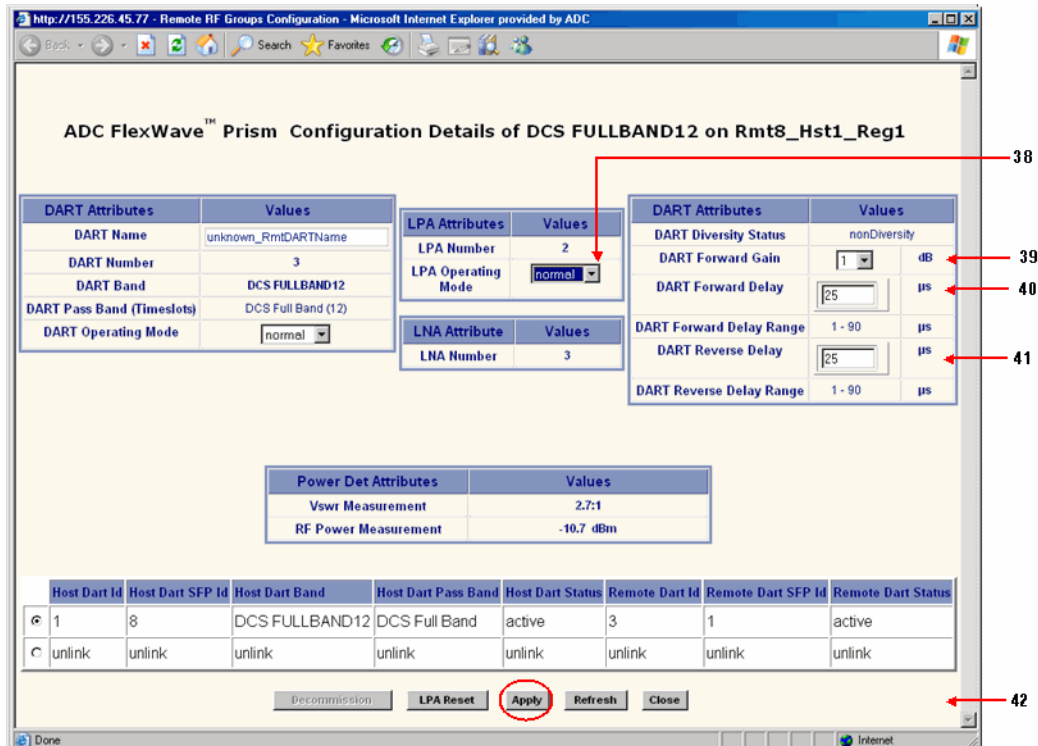 http://155.226.45.77 - Remote RF Groups Configuration - Microsoft Internet Explorer provided by ADC
Back Search Favorites
ADC FlexWave™ Prism Configuration Details of DCS FULLBAND12 on Rmt8_Hst1_Reg1
38
DART Attributes Values
DART Name unknown_RmtDARTName
DART Number 3
DART Band DCS FULLBAND12
DART Pass Band (Timeslots) DCS Full Band (12)
DART Operating Mode normal
LPA Attributes Values
LPA Number 2
LPA Operating Mode normal
LNA Attribute Values
LNA Number 3
DART Attributes Values
DART Diversity Status nonDiversity
DART Forward Gain 1 dB 39
DART Forward Delay 25 µs 40
DART Forward Delay Range 1 - 90 µs
DART Reverse Delay 25 µs 41
DART Reverse Delay Range 1 - 90 µs
Power Det Attributes Values
Vswr Measurement 2.7:1
RF Power Measurement -10.7 dBm
Host Dart Id Host Dart SFP Id Host Dart Band Host Dart Pass Band Host Dart Status Remote Dart Id Remote Dart SFP Id Remote Dart Status
1 8 DCS FULLBAND12 DCS Full Band active 3 1 active
unlink unlink unlink unlink unlink unlink unlink unlink
Decommission LPA Reset Apply Refresh Close 42
Done Internet